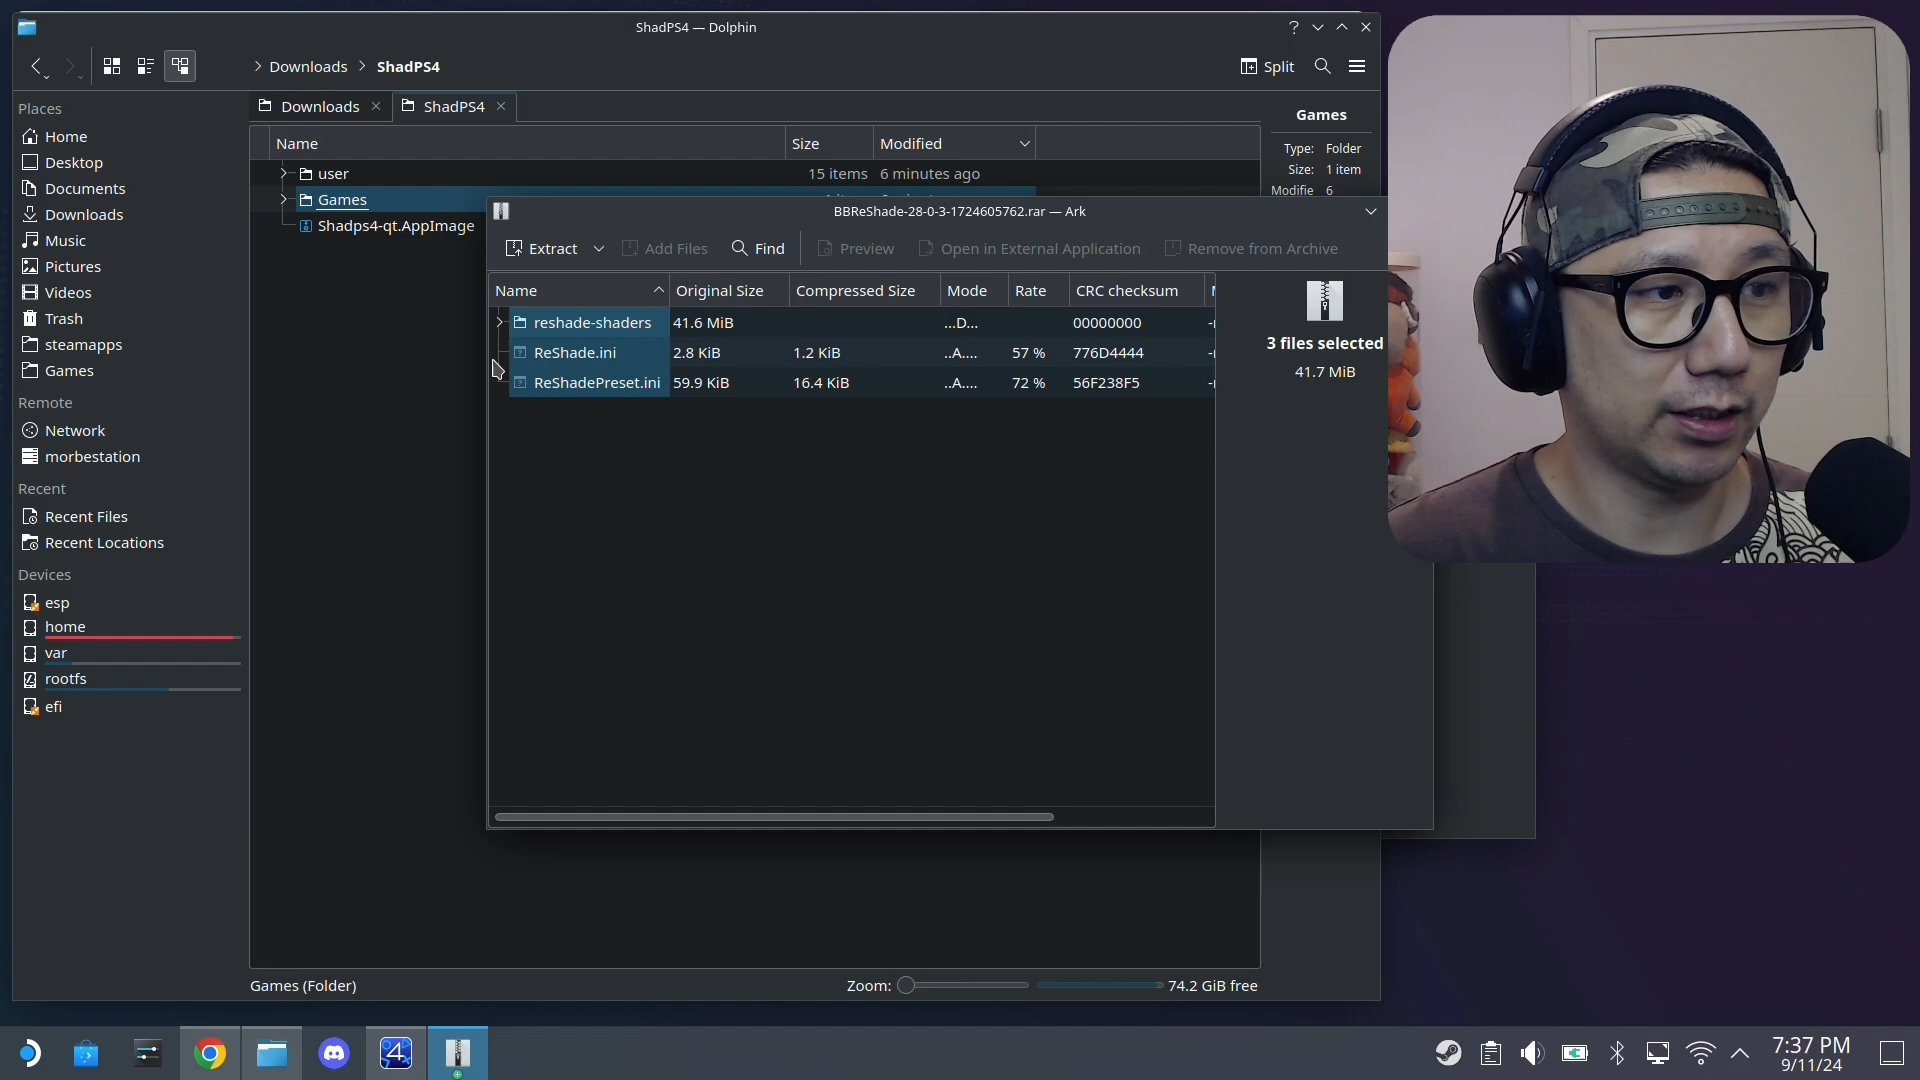 ShadPS4 — Dolphin
Downloads
ShadPS4
Split
Downloads
ShadPS4
Places
Home
Desktop
Documents
Downloads
Music
Pictures
Videos
Trash
steamapps
Games
Remote
Network
morbestation
Recent
Recent Files
Recent Locations
Devices
esp
home
var
rootfs
efi
Name Size Modified
user 15 items 6 minutes ago
Games
Shadps4-qt.AppImage
Games
Type: Folder
Size: 1 item
Modifie 6
BBReShade-28-0-3-1724605762.rar — Ark
Extract Add Files Find Preview Open in External Application Remove from Archive
Name Original Size Compressed Size Mode Rate CRC checksum
reshade-shaders 41.6 MiB ...D... 00000000
ReShade.ini 2.8 KiB 1.2 KiB ..A.... 57 % 776D4444
ReShadePreset.ini 59.9 KiB 16.4 KiB ..A.... 72 % 56F238F5
3 files selected
41.7 MiB
Games (Folder)
Zoom:
74.2 GiB free
7:37 PM
9/11/24